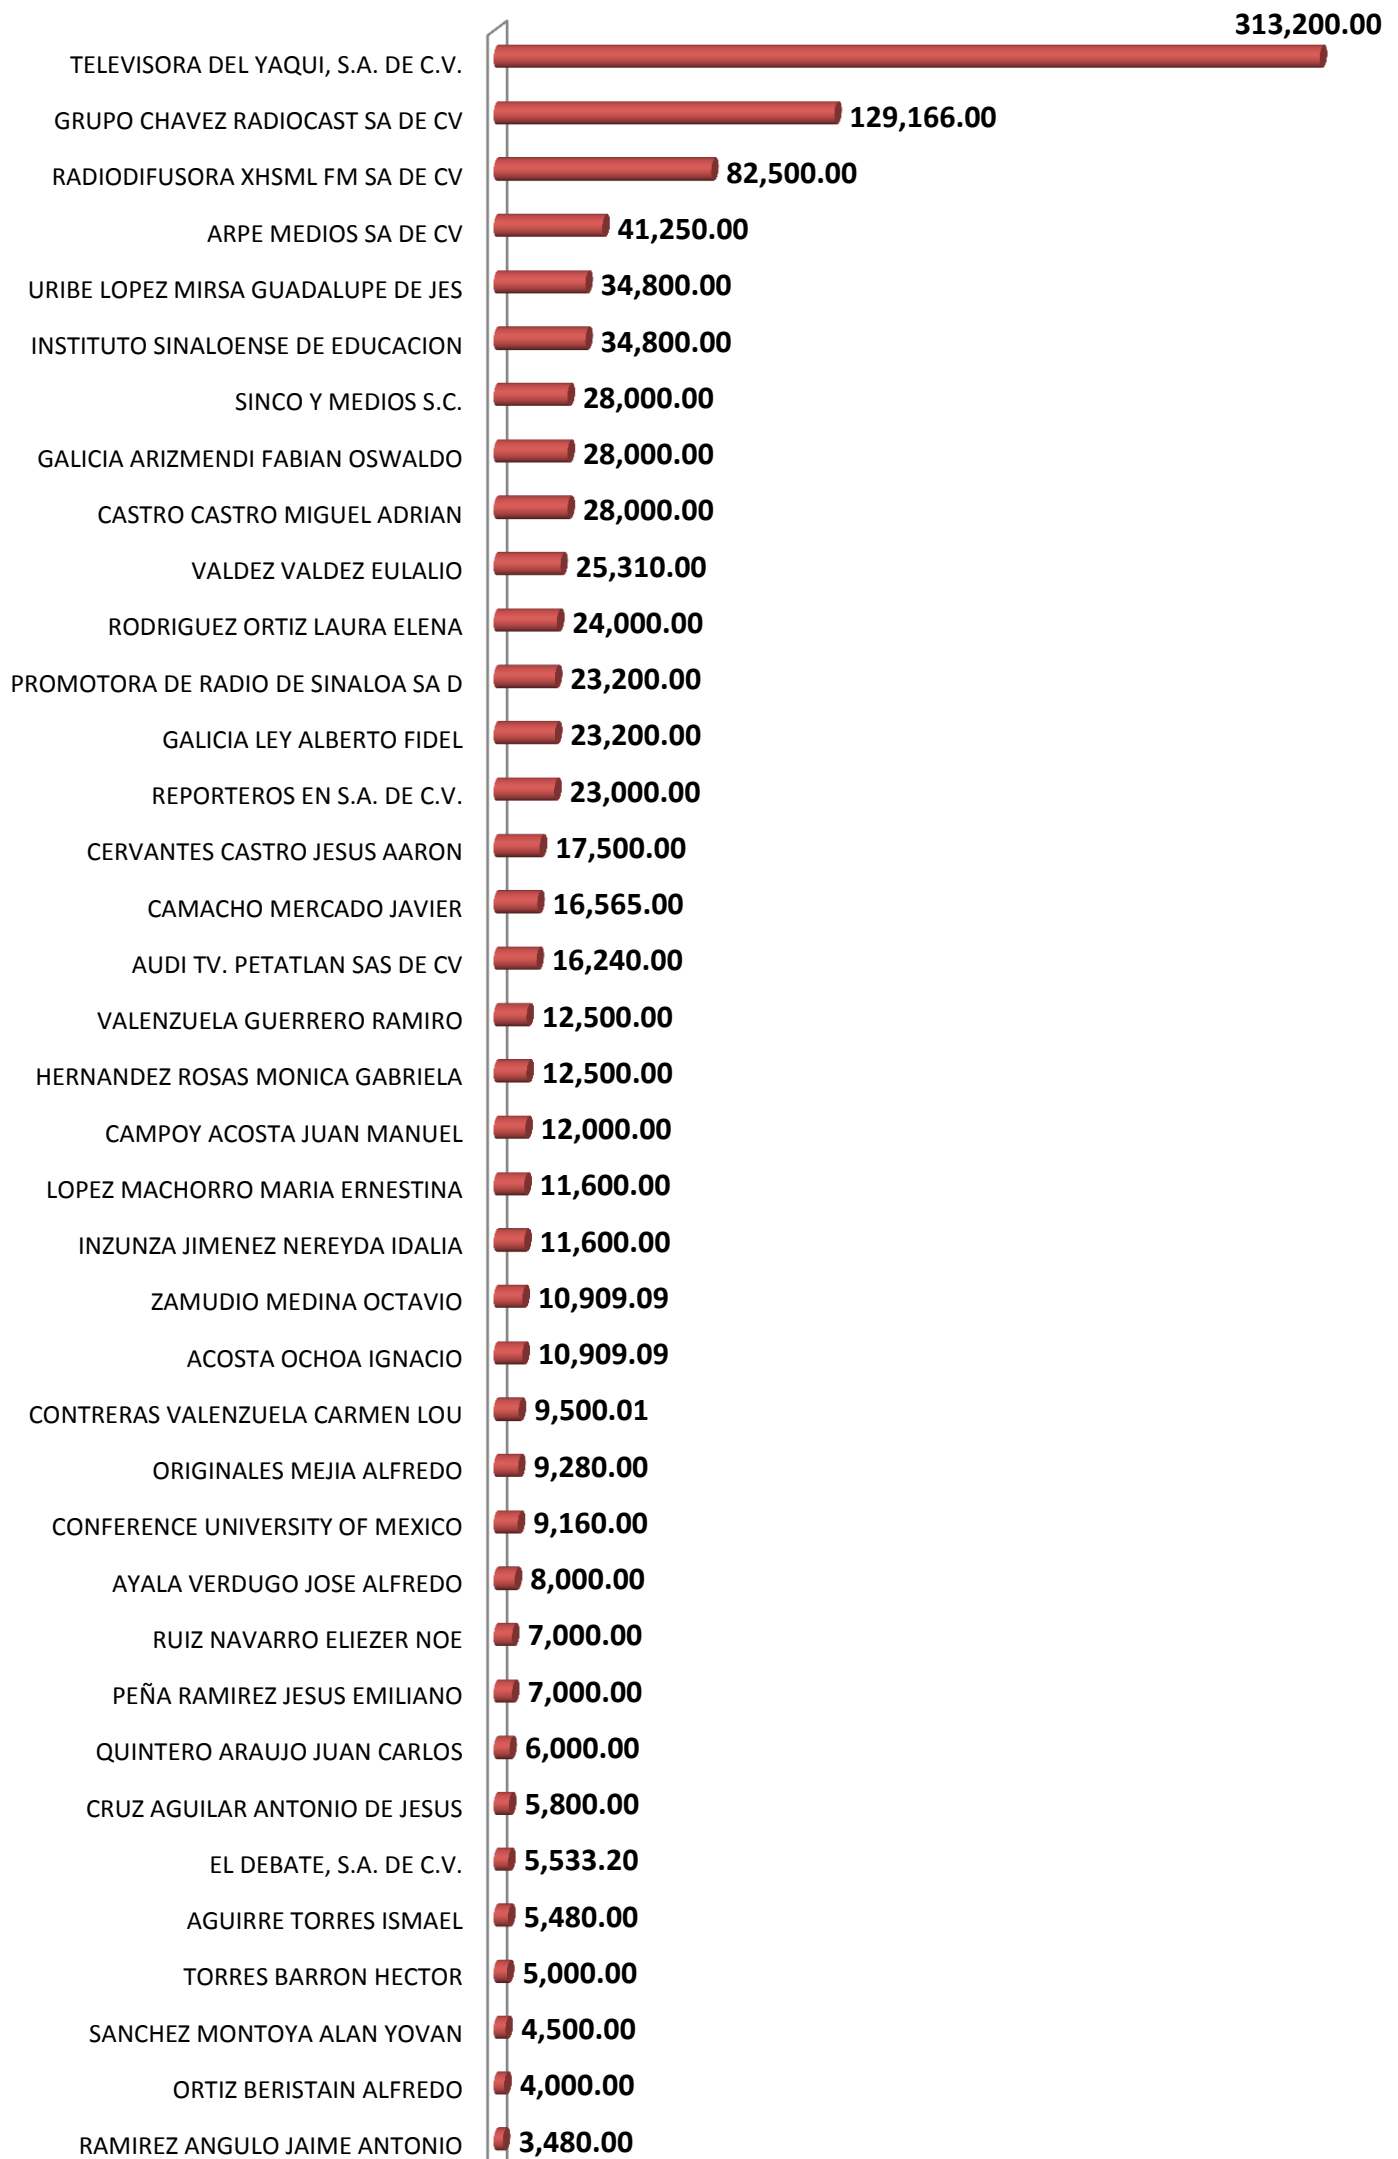 313,200.00
TELEVISORA DEL YAQUI, S.A. DE C.V.
GRUPO CHAVEZ RADIOCAST SA DE CV 129,166.00
RADIODIFUSORA XHSML FM SA DE CV 82,500.00
ARPE MEDIOS SA DE CV 41,250.00
URIBE LOPEZ MIRSA GUADALUPE DE JES 34,800.00
INSTITUTO SINALOENSE DE EDUCACION 34,800.00
SINCO Y MEDIOS S.C. 28,000.00
GALICIA ARIZMENDI FABIAN OSWALDO 28,000.00
CASTRO CASTRO MIGUEL ADRIAN 28,000.00
VALDEZ VALDEZ EULALIO 25,310.00
RODRIGUEZ ORTIZ LAURA ELENA 24,000.00
PROMOTORA DE RADIO DE SINALOA SA D 23,200.00
GALICIA LEY ALBERTO FIDEL 23,200.00
REPORTEROS EN S.A. DE C.V. 23,000.00
CERVANTES CASTRO JESUS AARON 17,500.00
CAMACHO MERCADO JAVIER 16,565.00
AUDI TV. PETATLAN SAS DE CV 16,240.00
VALENZUELA GUERRERO RAMIRO 12,500.00
HERNANDEZ ROSAS MONICA GABRIELA 12,500.00
CAMPOY ACOSTA JUAN MANUEL 12,000.00
LOPEZ MACHORRO MARIA ERNESTINA 11,600.00
INZUNZA JIMENEZ NEREYDA IDALIA 11,600.00
ZAMUDIO MEDINA OCTAVIO 10,909.09
ACOSTA OCHOA IGNACIO 10,909.09
CONTRERAS VALENZUELA CARMEN LOU 9,500.01
ORIGINALES MEJIA ALFREDO 9,280.00
CONFERENCE UNIVERSITY OF MEXICO 9,160.00
AYALA VERDUGO JOSE ALFREDO 8,000.00
RUIZ NAVARRO ELIEZER NOE 7,000.00
PEÑA RAMIREZ JESUS EMILIANO 7,000.00
QUINTERO ARAUJO JUAN CARLOS 6,000.00
CRUZ AGUILAR ANTONIO DE JESUS 5,800.00
EL DEBATE, S.A. DE C.V. 5,533.20
AGUIRRE TORRES ISMAEL 5,480.00
TORRES BARRON HECTOR 5,000.00
SANCHEZ MONTOYA ALAN YOVAN 4,500.00
ORTIZ BERISTAIN ALFREDO 4,000.00
RAMIREZ ANGULO JAIME ANTONIO 3,480.00